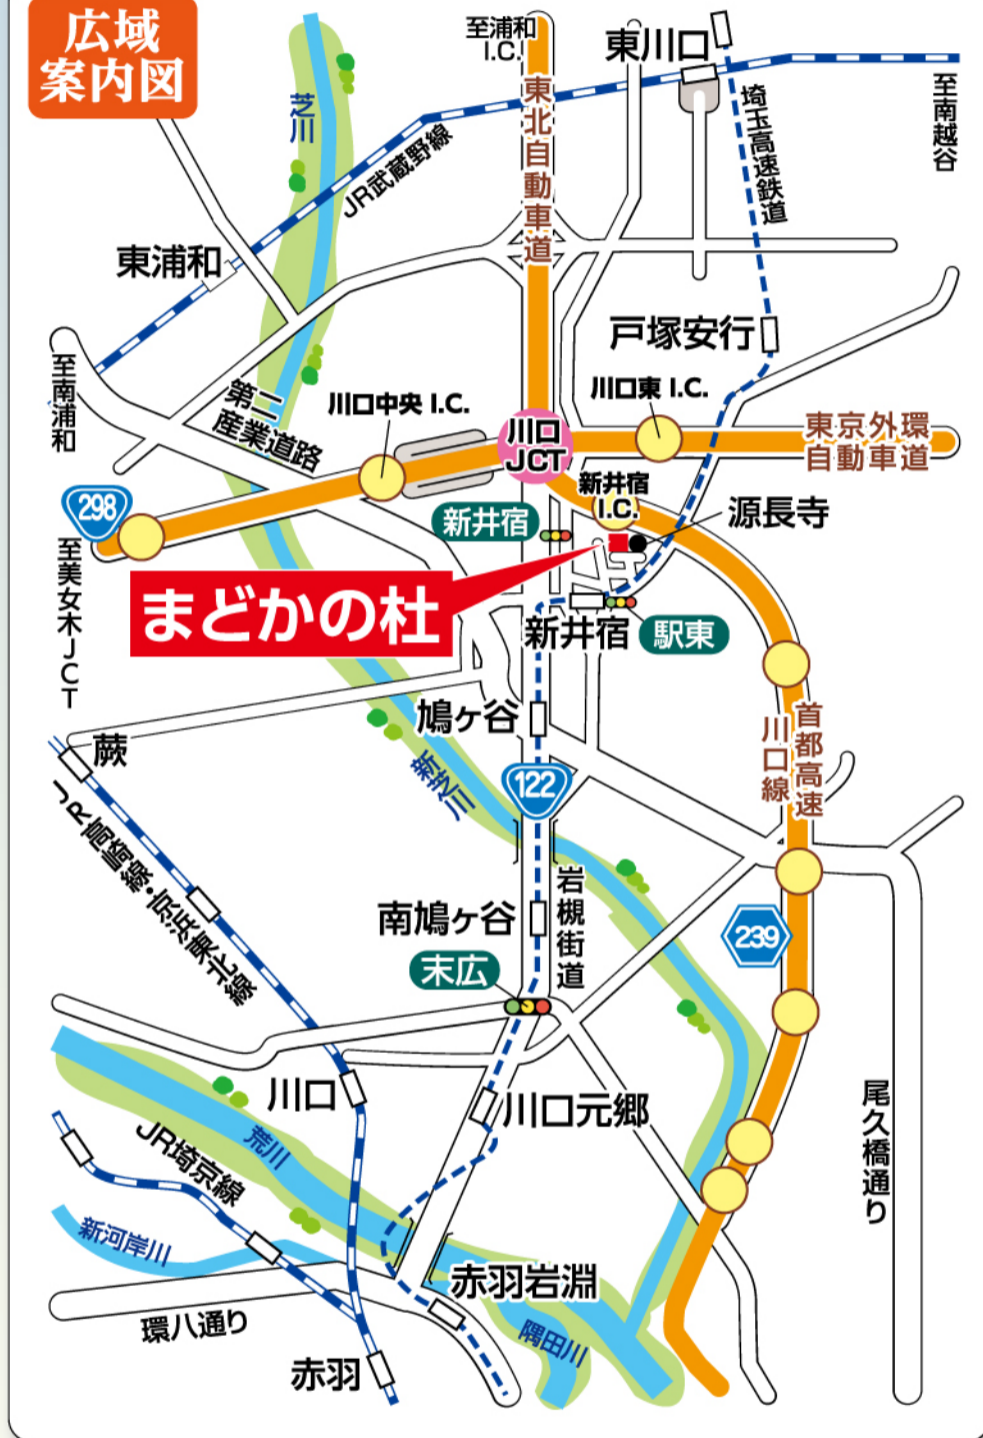 広域
案内図
至浦和
I.C.
東川口
東北自動車道
芝川
JR武蔵野線
埼玉高速鉄道
至南越谷
東浦和
戸塚安行
至南浦和
第二
産業道路
川口中央 I.C.
川口東 I.C.
川口
JCT
東京外環
自動車道
298
新井宿
新井宿
I.C.
源長寺
至美女木JCT
まどかの杜
新井宿
駅東
鳩ヶ谷
蕨
新芝川
122
首都高速
川口線
JR高崎線・京浜東北線
南鳩ヶ谷
岩槻街道
239
末広
川口
川口元郷
尾久橋通り
荒川
JR埼京線
新河岸川
赤羽岩淵
環八通り
隅田川
赤羽